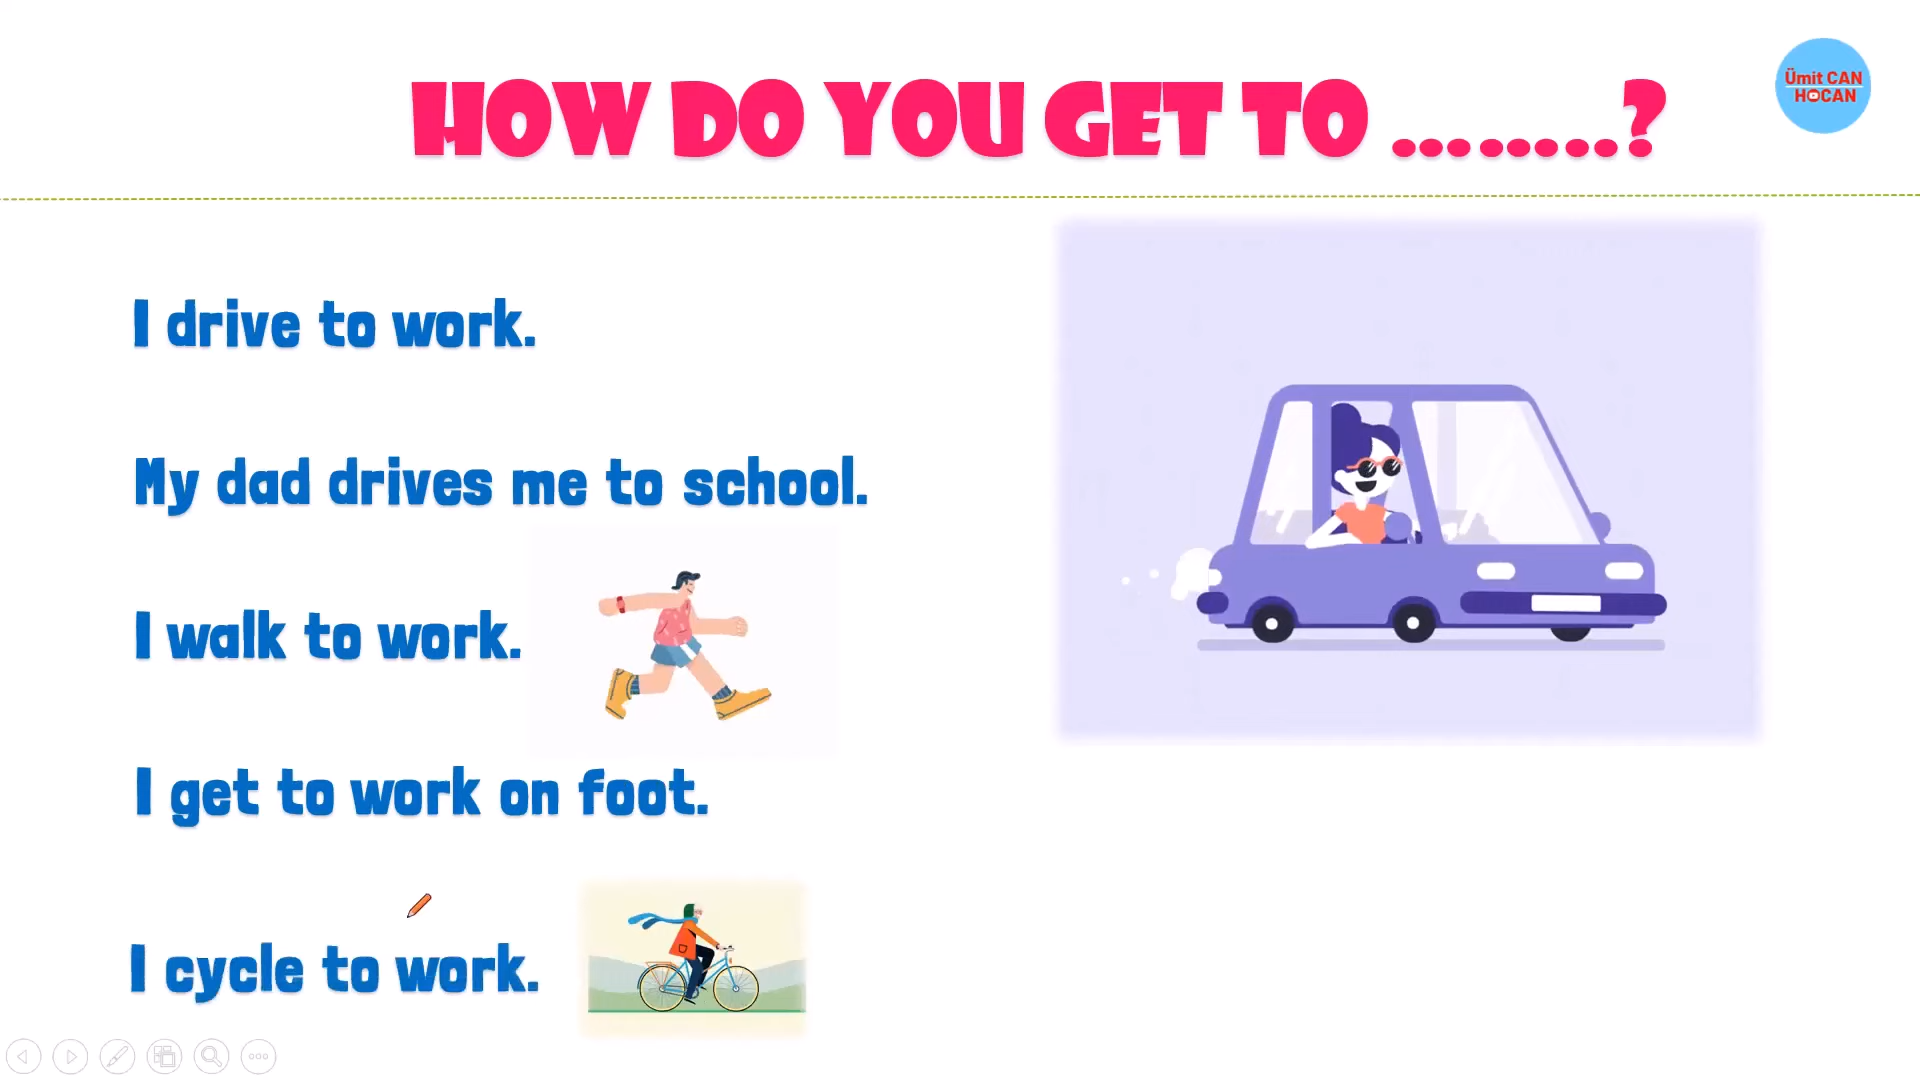 HOW DO YOU GET TO .........?
Ümit CAN
HOCAN
I drive to work.
My dad drives me to school.
I walk to work.
I get to work on foot.
I cycle to work.